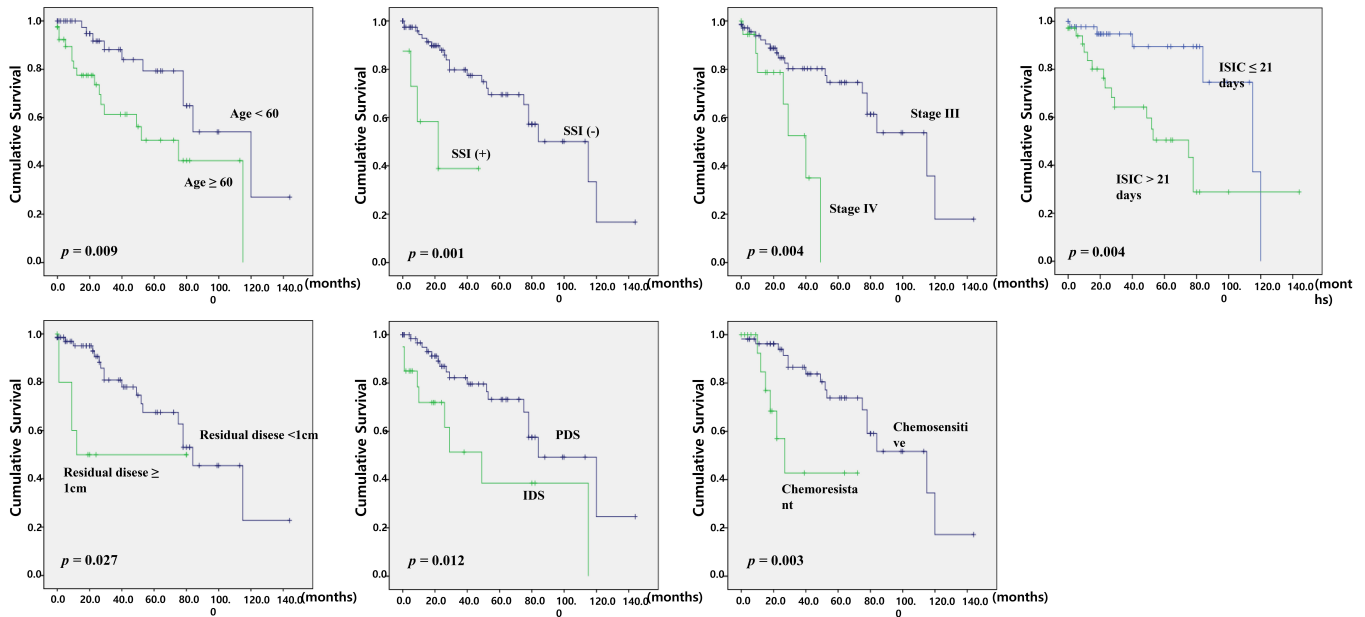 Cumulative Survival
1.0
0.8
0.6
0.4
0.2
0.0
Age < 60
Age ≥ 60
p = 0.009
0.0 20.0 40.0 60.0 80.0 100. 120.0 140.0 (months)
0
Cumulative Survival
1.0
0.8
0.6
0.4
0.2
0.0
SSI (-)
SSI (+)
p = 0.001
0.0 20.0 40.0 60.0 80.0 100. 120.0 140.0 (months)
0
Cumulative Survival
1.0
0.8
0.6
0.4
0.2
0.0
Stage III
Stage IV
p = 0.004
0.0 20.0 40.0 60.0 80.0 100. 120.0 140.0 (months)
0
Cumulative Survival
1.0
0.8
0.6
0.4
0.2
0.0
ISIC ≤ 21
days
ISIC > 21
days
p = 0.004
0.0 20.0 40.0 60.0 80.0 100. 120.0 140.0 (mont
0 hs)
Cumulative Survival
1.0
0.8
0.6
0.4
0.2
0.0
Residual disese <1cm
Residual disese ≥
1cm
p = 0.027
0.0 20.0 40.0 60.0 80.0 100. 120.0 140.0 (months)
0
Cumulative Survival
1.0
0.8
0.6
0.4
0.2
0.0
PDS
IDS
p = 0.012
0.0 20.0 40.0 60.0 80.0 100. 120.0 140.0 (months)
0
Cumulative Survival
1.0
0.8
0.6
0.4
0.2
0.0
Chemosensiti
ve
Chemoresista
nt
p = 0.003
0.0 20.0 40.0 60.0 80.0 100. 120.0 140.0 (months)
0